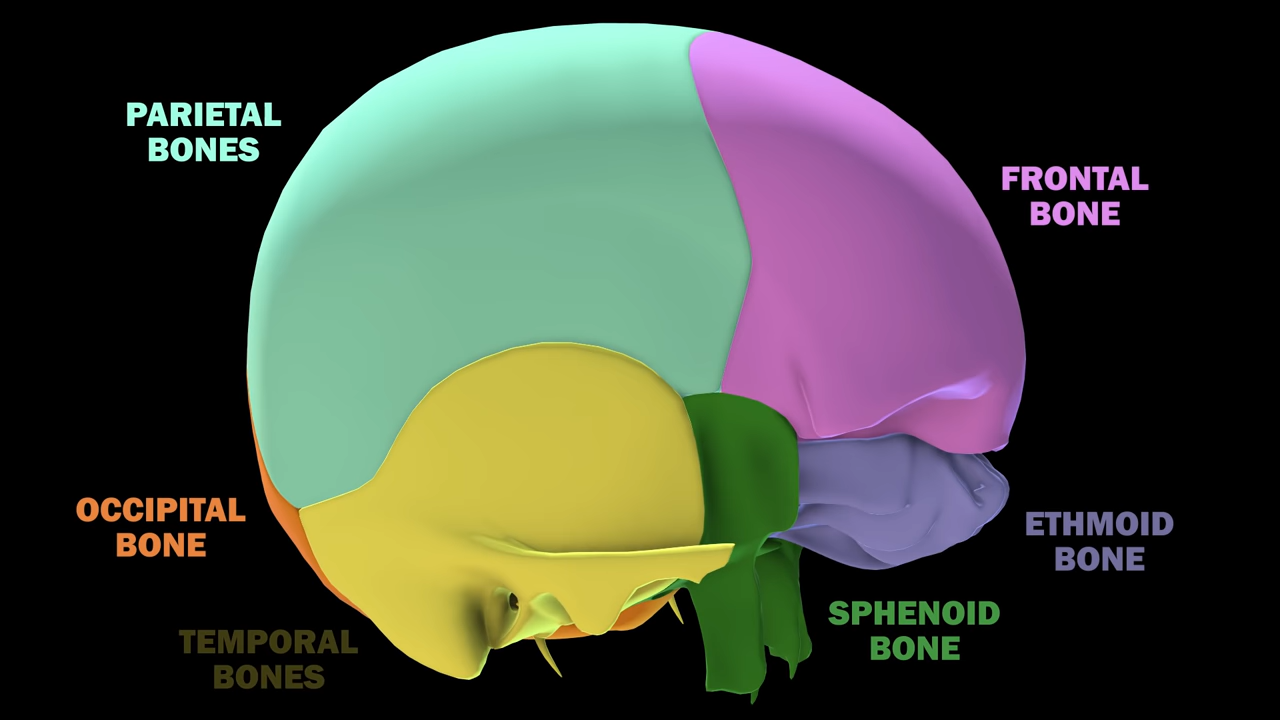 PARIETAL
BONES
FRONTAL
BONE
OCCIPITAL
BONE
ETHMOID
BONE
SPHENOID
BONE
TEMPORAL
BONES